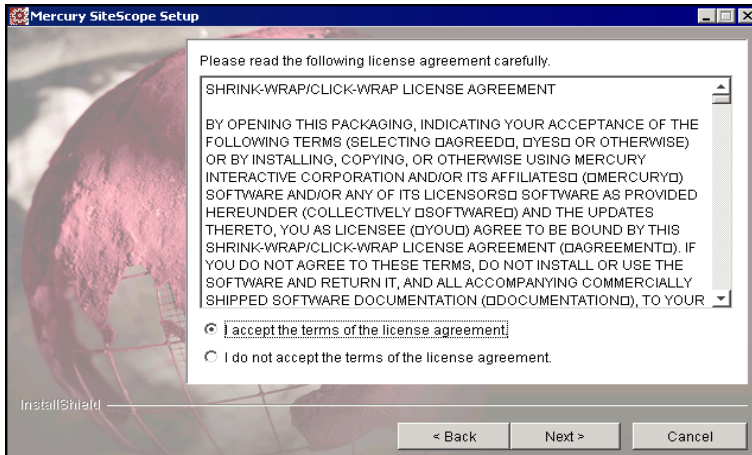 Mercury SiteScope Setup
Please read the following license agreement carefully.
SHRINK-WRAP/CLICK-WRAP LICENSE AGREEMENT
BY OPENING THIS PACKAGING, INDICATING YOUR ACCEPTANCE OF THE
FOLLOWING TERMS (SELECTING □AGREED□, □YES□ OR OTHERWISE)
OR BY INSTALLING, COPYING, OR OTHERWISE USING MERCURY
INTERACTIVE CORPORATION AND/OR ITS AFFILIATES□ (□MERCURY□)
SOFTWARE AND/OR ANY OF ITS LICENSORS□ SOFTWARE AS PROVIDED
HEREUNDER (COLLECTIVELY □SOFTWARE□) AND THE UPDATES
THERETO, YOU AS LICENSEE (□YOU□) AGREE TO BE BOUND BY THIS
SHRINK-WRAP/CLICK-WRAP LICENSE AGREEMENT (□AGREEMENT□). IF
YOU DO NOT AGREE TO THESE TERMS, DO NOT INSTALL OR USE THE
SOFTWARE AND RETURN IT, AND ALL ACCOMPANYING COMMERCIALLY
SHIPPED SOFTWARE DOCUMENTATION (□DOCUMENTATION□), TO YOUR
I accept the terms of the license agreement.
I do not accept the terms of the license agreement.
InstallShield
< Back
Next >
Cancel